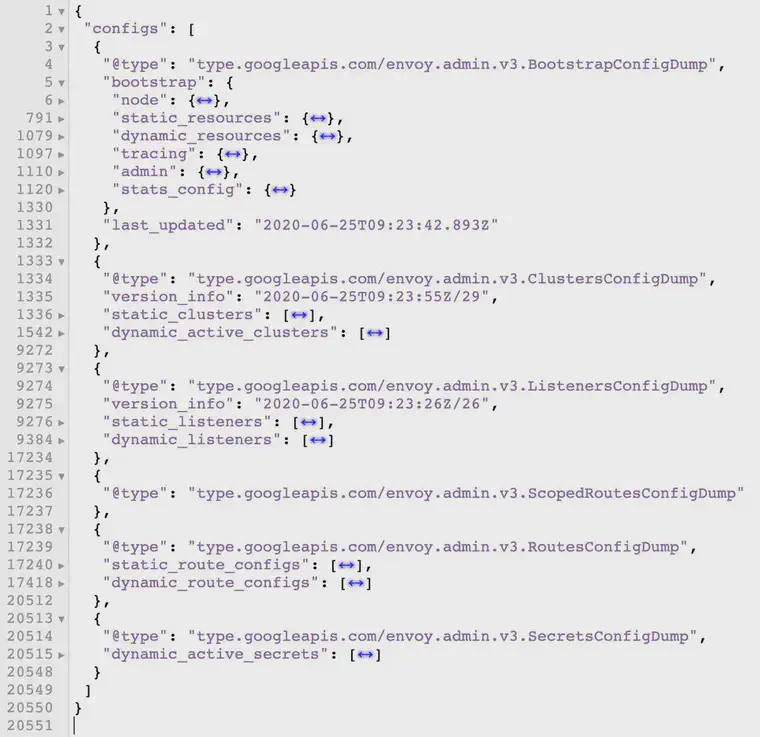 1 {
2 "configs": [
3 {
4 "@type": "type.googleapis.com/envoy.admin.v3.BootstrapConfigDump",
5 "bootstrap": {
6 "node": {↔},
791 "static_resources": {↔},
1079 "dynamic_resources": {↔},
1097 "tracing": {↔},
1110 "admin": {↔},
1120 "stats_config": {↔}
1330 },
1331 "last_updated": "2020-06-25T09:23:42.893Z"
1332 },
1333 {
1334 "@type": "type.googleapis.com/envoy.admin.v3.ClustersConfigDump",
1335 "version_info": "2020-06-25T09:23:55Z/29",
1336 "static_clusters": [↔],
1542 "dynamic_active_clusters": [↔]
9272 },
9273 {
9274 "@type": "type.googleapis.com/envoy.admin.v3.ListenersConfigDump",
9275 "version_info": "2020-06-25T09:23:26Z/26",
9276 "static_listeners": [↔],
9384 "dynamic_listeners": [↔]
17234 },
17235 {
17236 "@type": "type.googleapis.com/envoy.admin.v3.ScopedRoutesConfigDump"
17237 },
17238 {
17239 "@type": "type.googleapis.com/envoy.admin.v3.RoutesConfigDump",
17240 "static_route_configs": [↔],
17418 "dynamic_route_configs": [↔]
20512 },
20513 {
20514 "@type": "type.googleapis.com/envoy.admin.v3.SecretsConfigDump",
20515 "dynamic_active_secrets": [↔]
20548 }
20549 ]
20550 }
20551